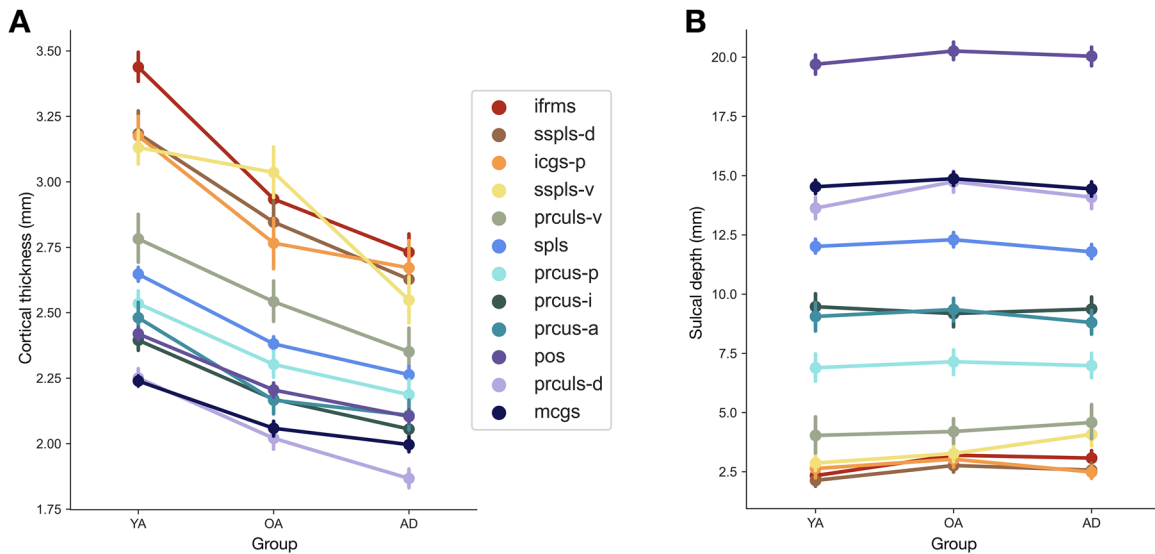 A
B
Cortical thickness (mm)
3.50
3.25
3.00
2.75
2.50
2.25
2.00
1.75
YA
OA
AD
Group
ifrms
sspls-d
icgs-p
sspls-v
prculs-v
spls
prcus-p
prcus-i
prcus-a
pos
prculs-d
mcgs
Sulcal depth (mm)
20.0
17.5
15.0
12.5
10.0
7.5
5.0
2.5
YA
OA
AD
Group